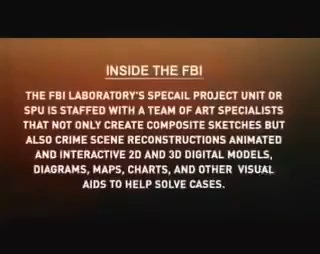 INSIDE THE FBI
THE FBI LABORATORY'S SPECAIL PROJECT UNIT OR
SPU IS STAFFED WITH A TEAM OF ART SPECIALISTS
THAT NOT ONLY CREATE COMPOSITE SKETCHES BUT
ALSO CRIME SCENE RECONSTRUCTIONS ANIMATED
AND INTERACTIVE 2D AND 3D DIGITAL MODELS,
DIAGRAMS, MAPS, CHARTS, AND OTHER VISUAL
AIDS TO HELP SOLVE CASES.